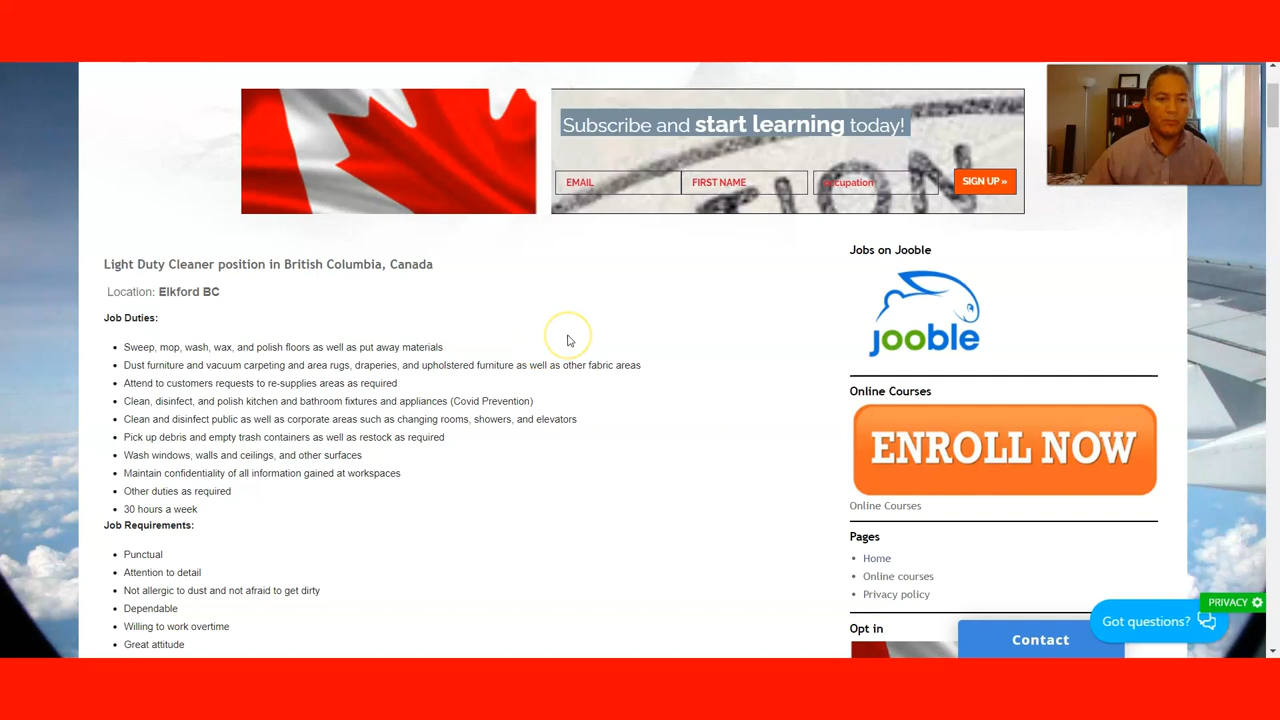 Subscribe and start learning today!
EMAIL
FIRST NAME
occupation
SIGN UP »
TION
Light Duty Cleaner position in British Columbia, Canada
Location: Elkford BC
Job Duties:
Sweep, mop, wash, wax, and polish floors as well as put away materials
Dust furniture and vacuum carpeting and area rugs, draperies, and upholstered furniture as well as other fabric areas
Attend to customers requests to re-supplies areas as required
Clean, disinfect, and polish kitchen and bathroom fixtures and appliances (Covid Prevention)
Clean and disinfect public as well as corporate areas such as changing rooms, showers, and elevators
Pick up debris and empty trash containers as well as restock as required
Wash windows, walls and ceilings, and other surfaces
Maintain confidentiality of all information gained at workspaces
Other duties as required
30 hours a week
Job Requirements:
Punctual
Attention to detail
Not allergic to dust and not afraid to get dirty
Dependable
Willing to work overtime
Great attitude
Jobs on Jooble
jooble
Online Courses
ENROLL NOW
Online Courses
Pages
Home
Online courses
Privacy policy
Opt in
PRIVACY
Got questions?
Contact